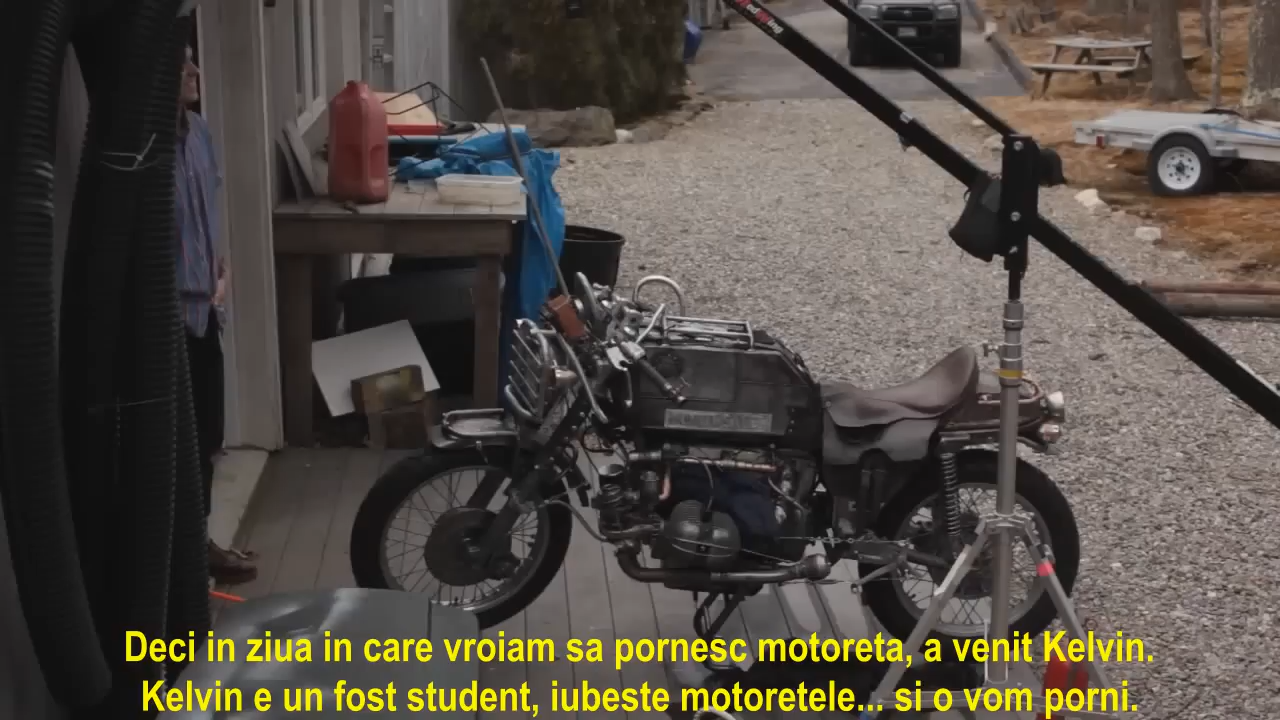 Deci in ziua in care vroiam sa pornesc motoreta, a venit Kelvin.
Kelvin e un fost student, iubeste motoretele... si o vom porni.